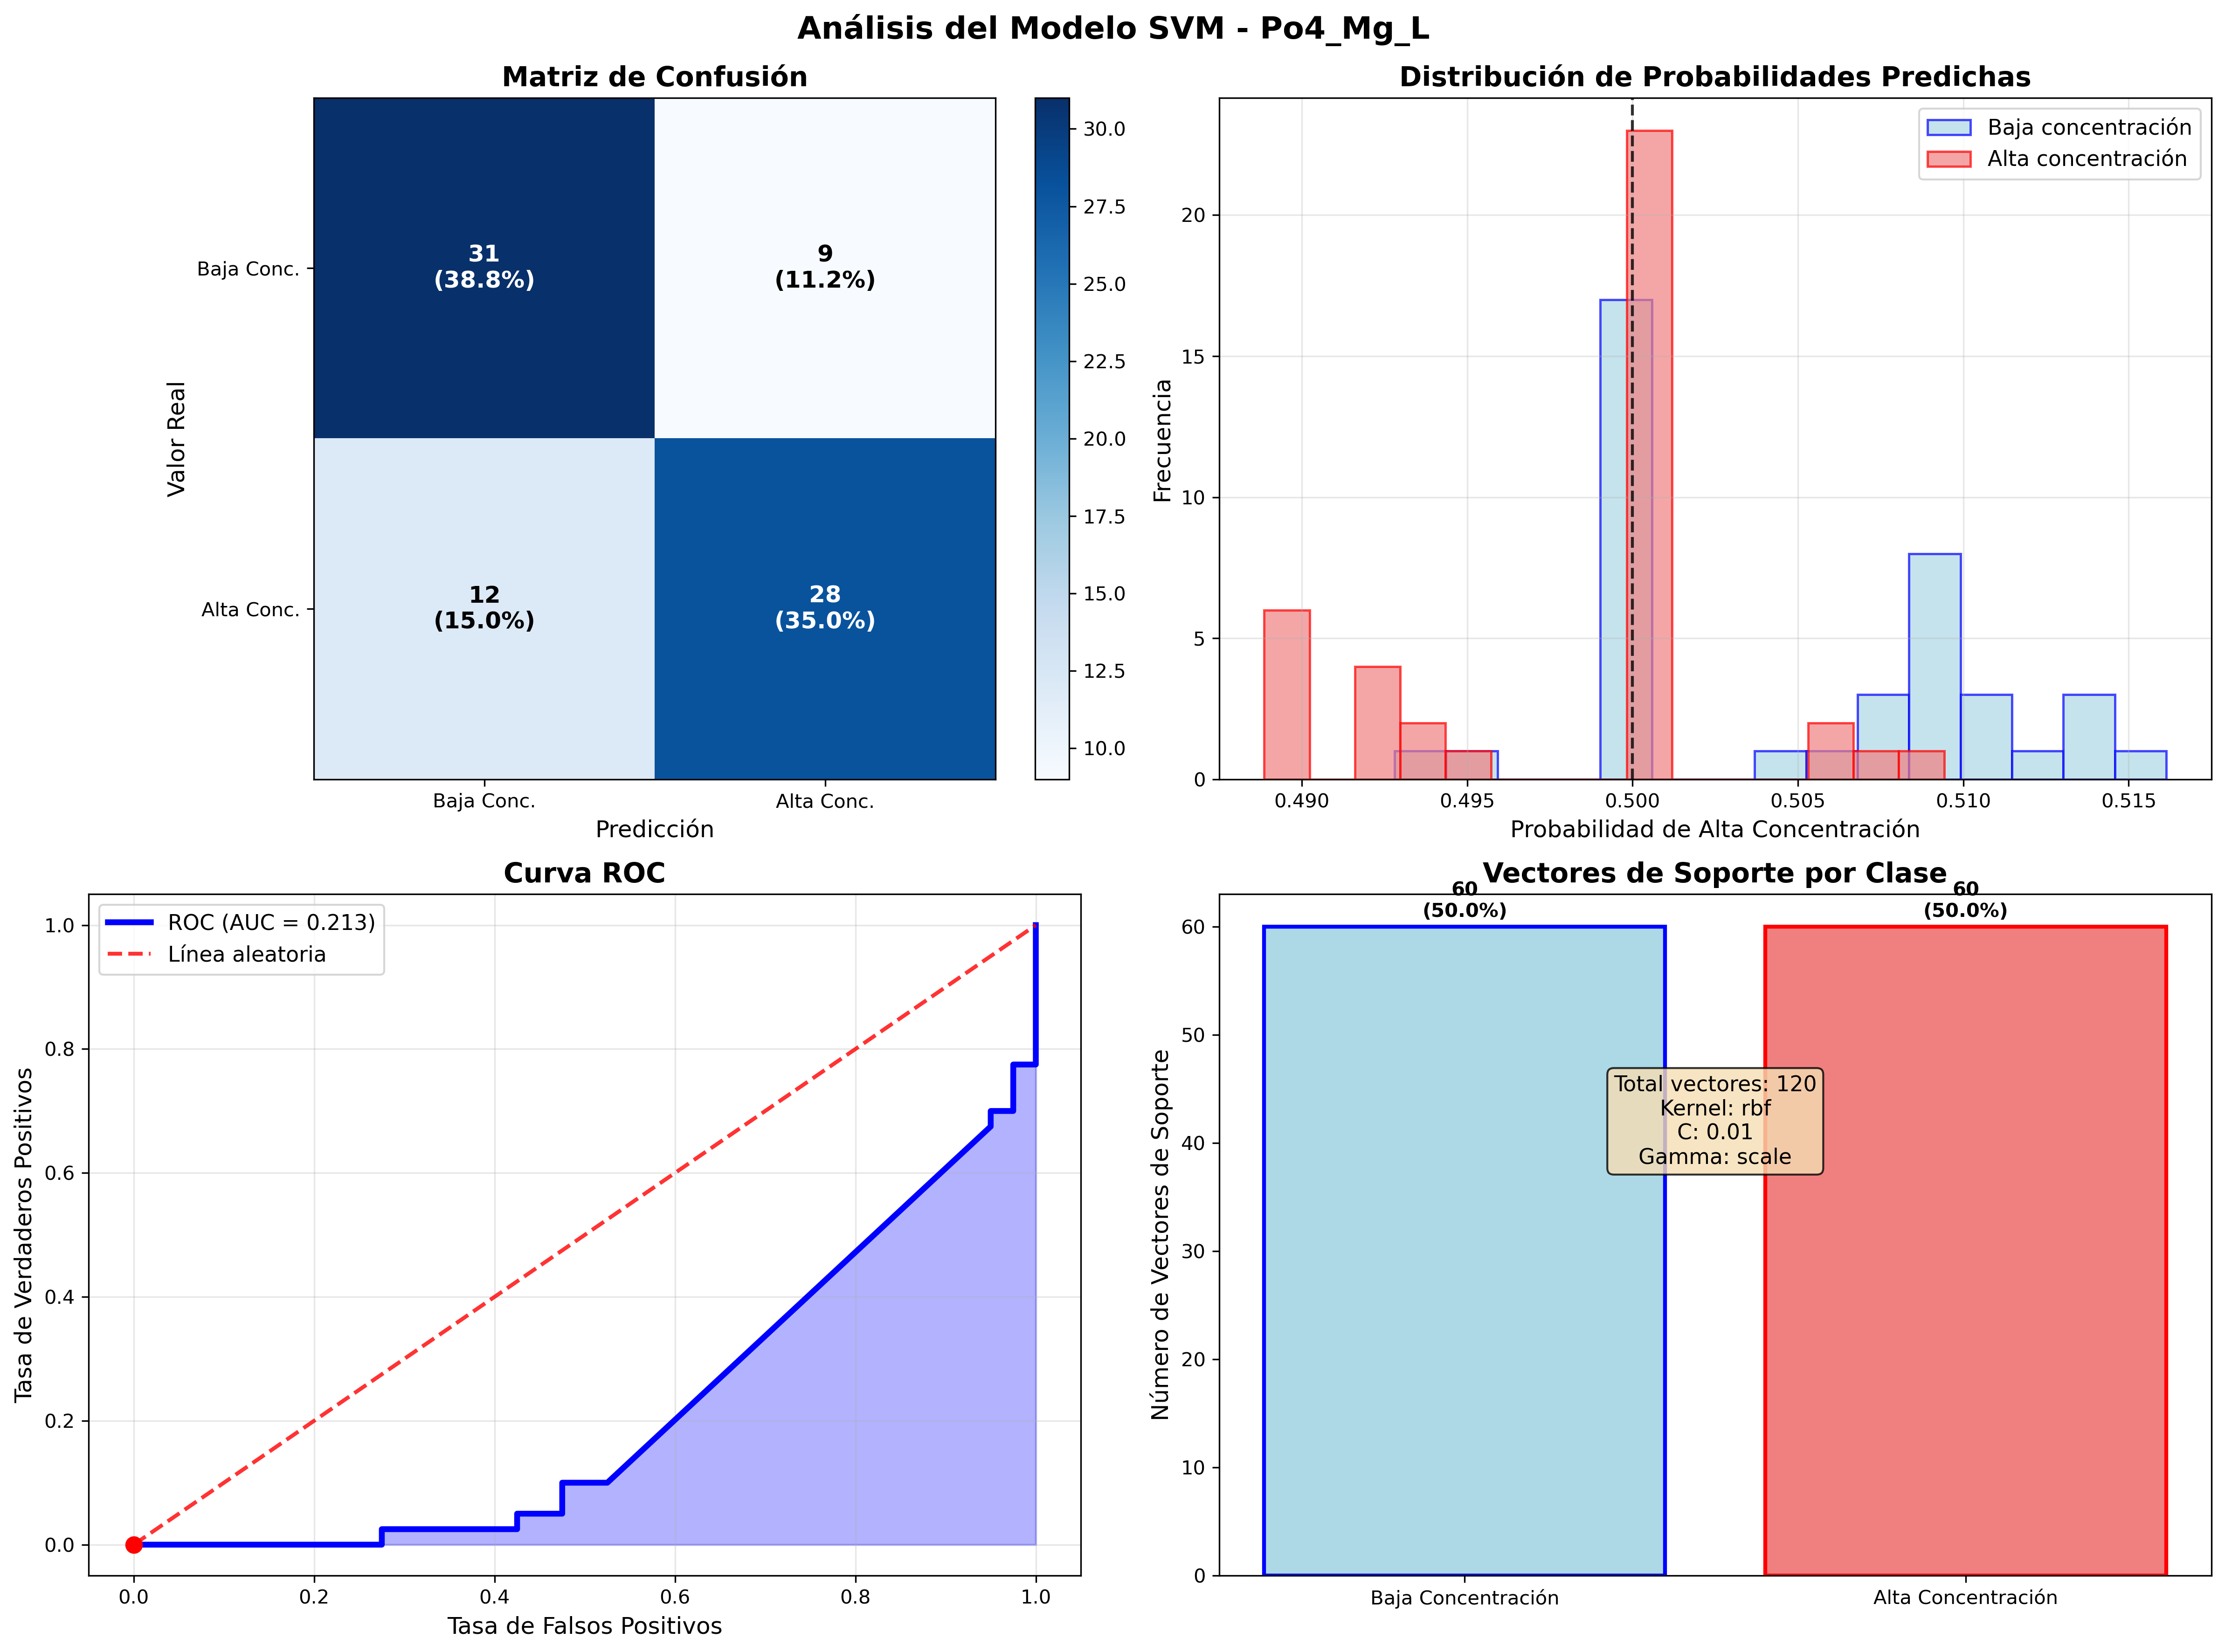 Análisis del Modelo SVM - Po4_Mg_L
Matriz de Confusión
31
(38.8%)
9
(11.2%)
12
(15.0%)
28
(35.0%)
Baja Conc.
Alta Conc.
Valor Real
Baja Conc.
Alta Conc.
Predicción
30.0
27.5
25.0
22.5
20.0
17.5
15.0
12.5
10.0
Distribución de Probabilidades Predichas
Baja concentración
Alta concentración
Frecuencia
20
15
10
5
0
0.490
0.495
0.500
0.505
0.510
0.515
Probabilidad de Alta Concentración
Curva ROC
ROC (AUC = 0.213)
Línea aleatoria
Tasa de Verdaderos Positivos
1.0
0.8
0.6
0.4
0.2
0.0
0.0
0.2
0.4
0.6
0.8
1.0
Tasa de Falsos Positivos
Vectores de Soporte por Clase
60
(50.0%)
60
(50.0%)
Total vectores: 120
Kernel: rbf
C: 0.01
Gamma: scale
Número de Vectores de Soporte
60
50
40
30
20
10
0
Baja Concentración
Alta Concentración